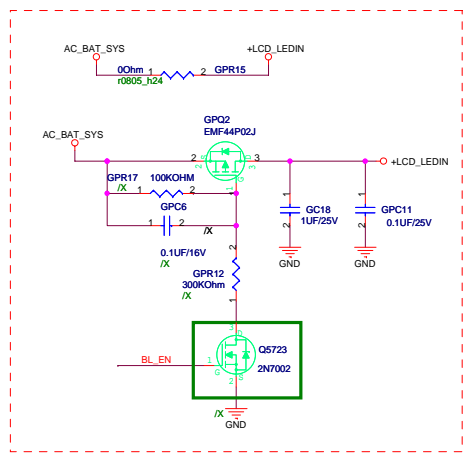 AC_BAT_SYS +LCD_LEDIN
0Ohm 1 2 GPR15
r0805_h24
GPQ2
EMF44P02J
AC_BAT_SYS
2 S D 3 +LCD_LEDIN
GPR17 100KOHM
/X 1 2
G 1
GPC6
1 2
/X
0.1UF/16V
/X
1 GC18
1UF/25V
2
GND
1 GPC11
0.1UF/25V
2
GND
2
GPR12
300KOhm
/X
1
3 D
Q5723
BL_EN 1
G
2N7002
2 S
/X
GND